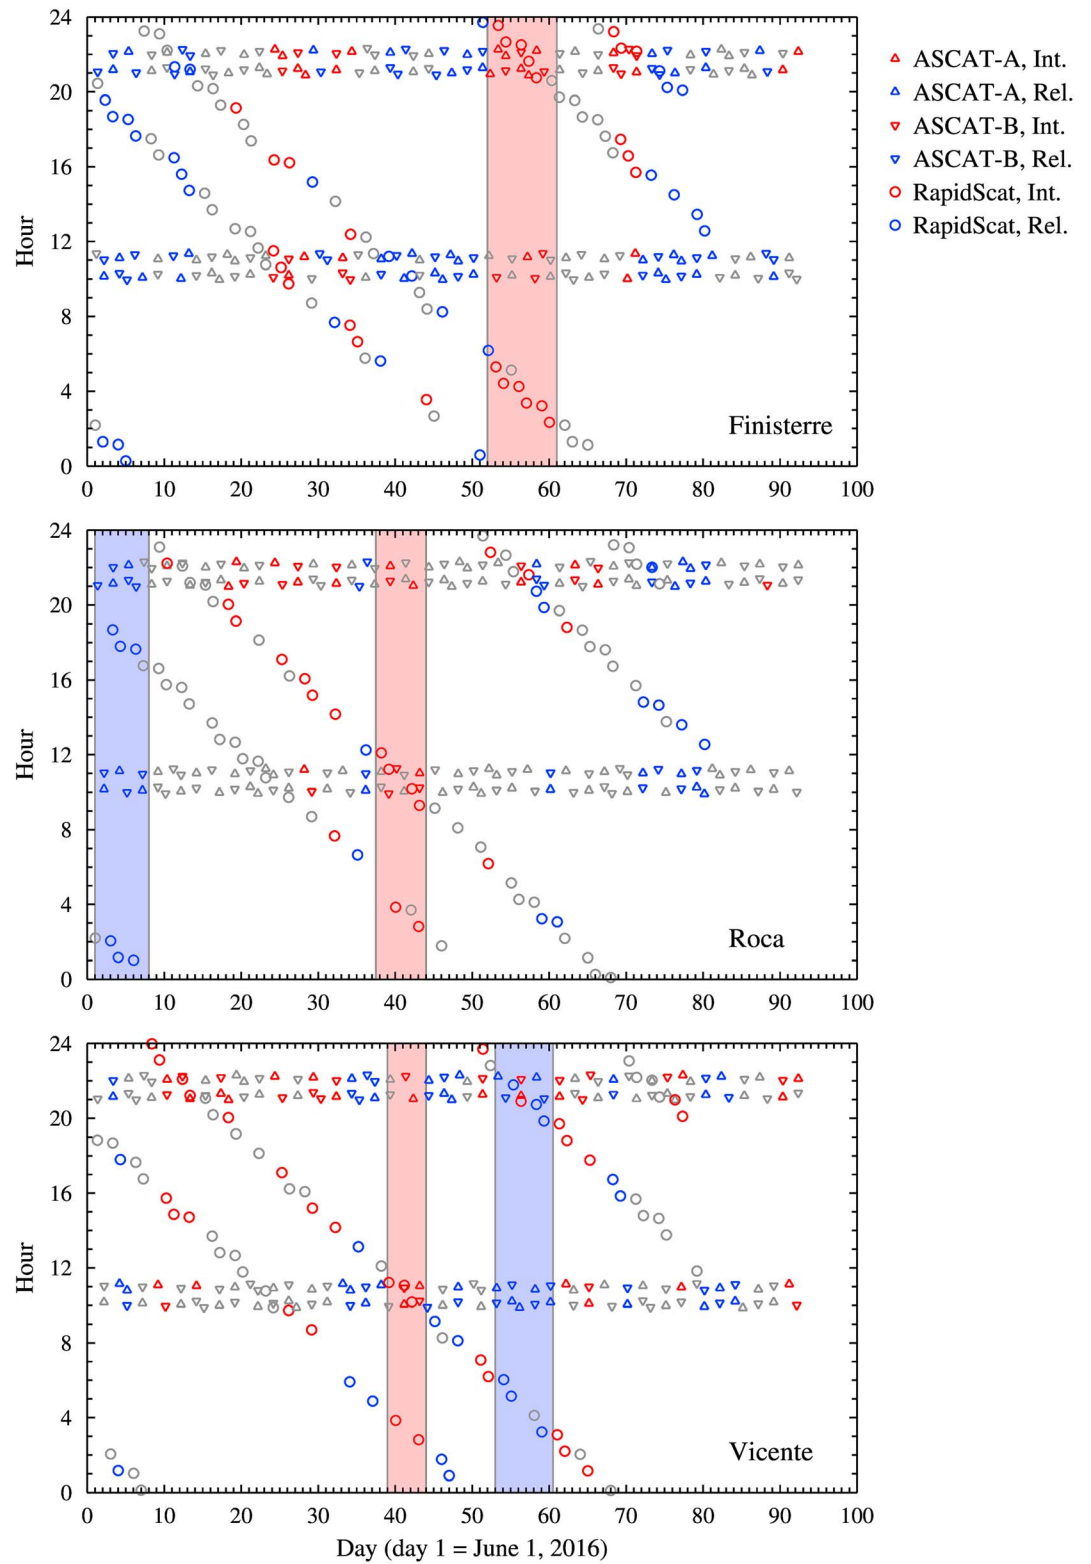 24
20
16
12
8
4
0
Hour
Finisterre
0 10 20 30 40 50 60 70 80 90 100
ASCAT-A, Int.
ASCAT-A, Rel.
ASCAT-B, Int.
ASCAT-B, Rel.
RapidScat, Int.
RapidScat, Rel.
24
20
16
12
8
4
0
Hour
Roca
0 10 20 30 40 50 60 70 80 90 100
24
20
16
12
8
4
0
Hour
Vicente
0 10 20 30 40 50 60 70 80 90 100
Day (day 1 = June 1, 2016)